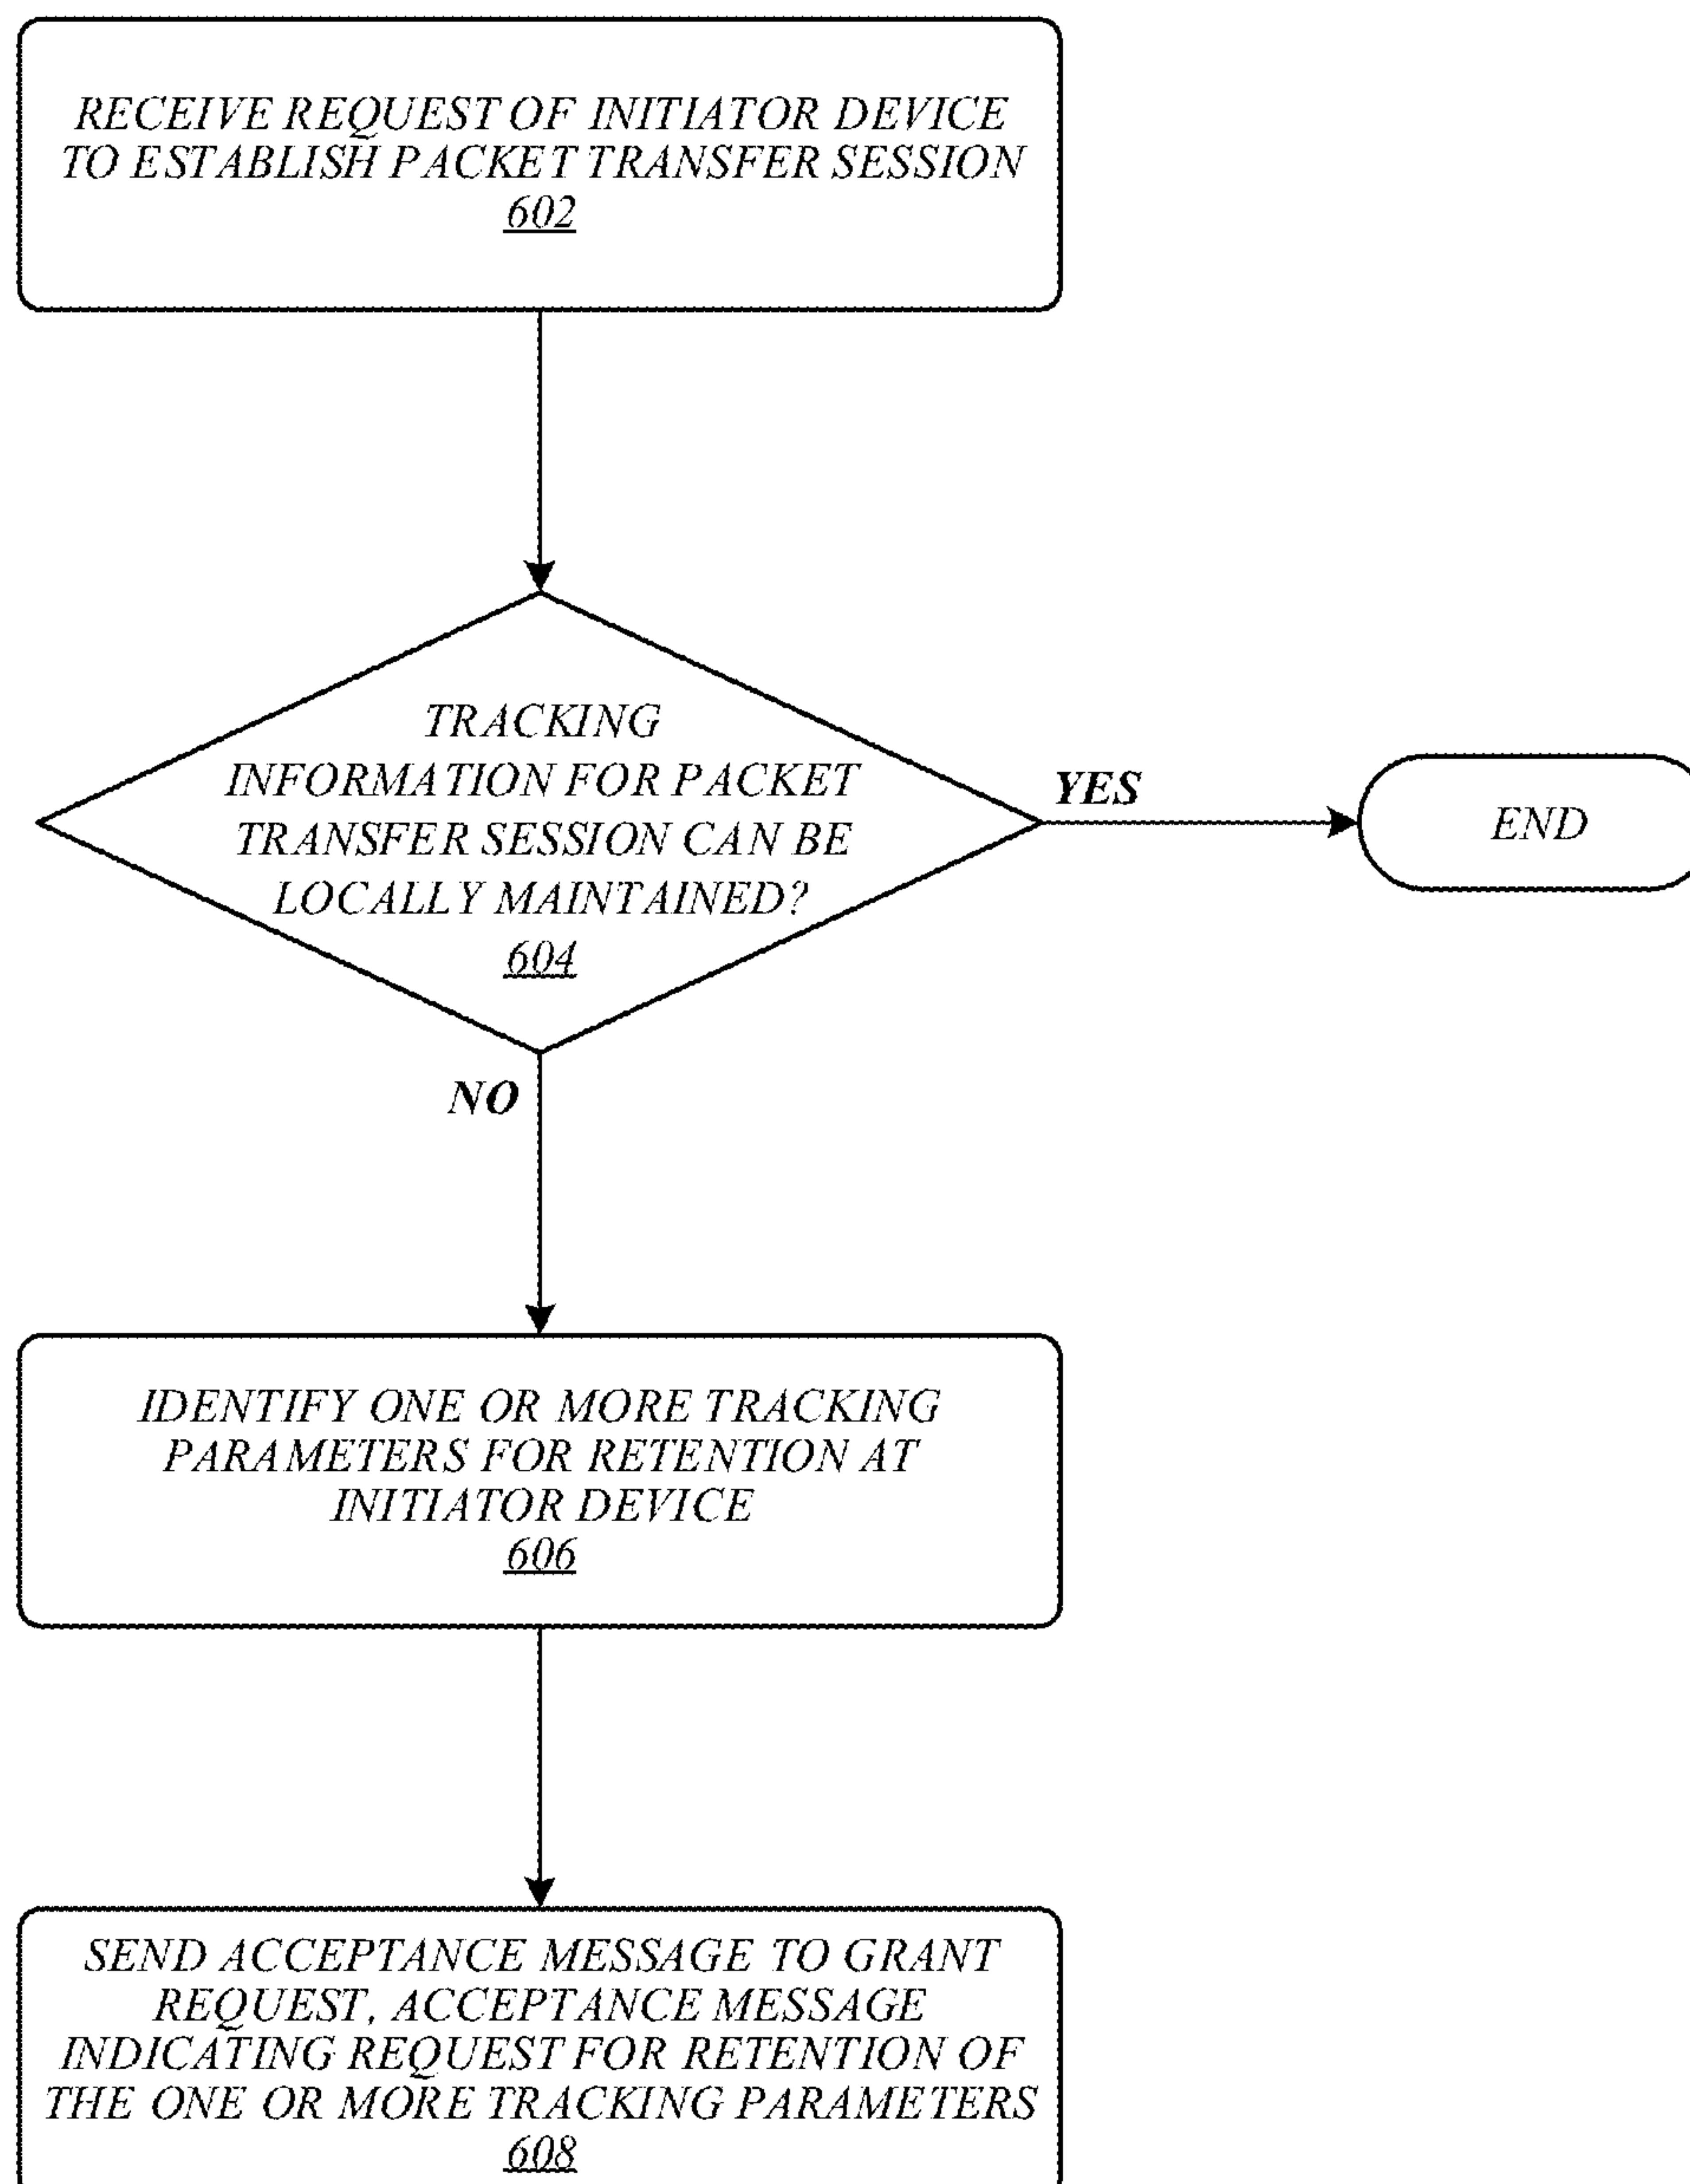 RECEIVE REQUEST OF INITIATOR DEVICE
TO ESTABLISH PACKET TRANSFER SESSION
602
TRACKING
INFORMATION FOR PACKET
TRANSFER SESSION CAN BE
LOCALLY MAINTAINED?
604
YES
END
NO
IDENTIFY ONE OR MORE TRACKING
PARAMETERS FOR RETENTION AT
INITIATOR DEVICE
606
SEND ACCEPTANCE MESSAGE TO GRANT
REQUEST, ACCEPTANCE MESSAGE
INDICATING REQUEST FOR RETENTION OF
THE ONE OR MORE TRACKING PARAMETERS
608